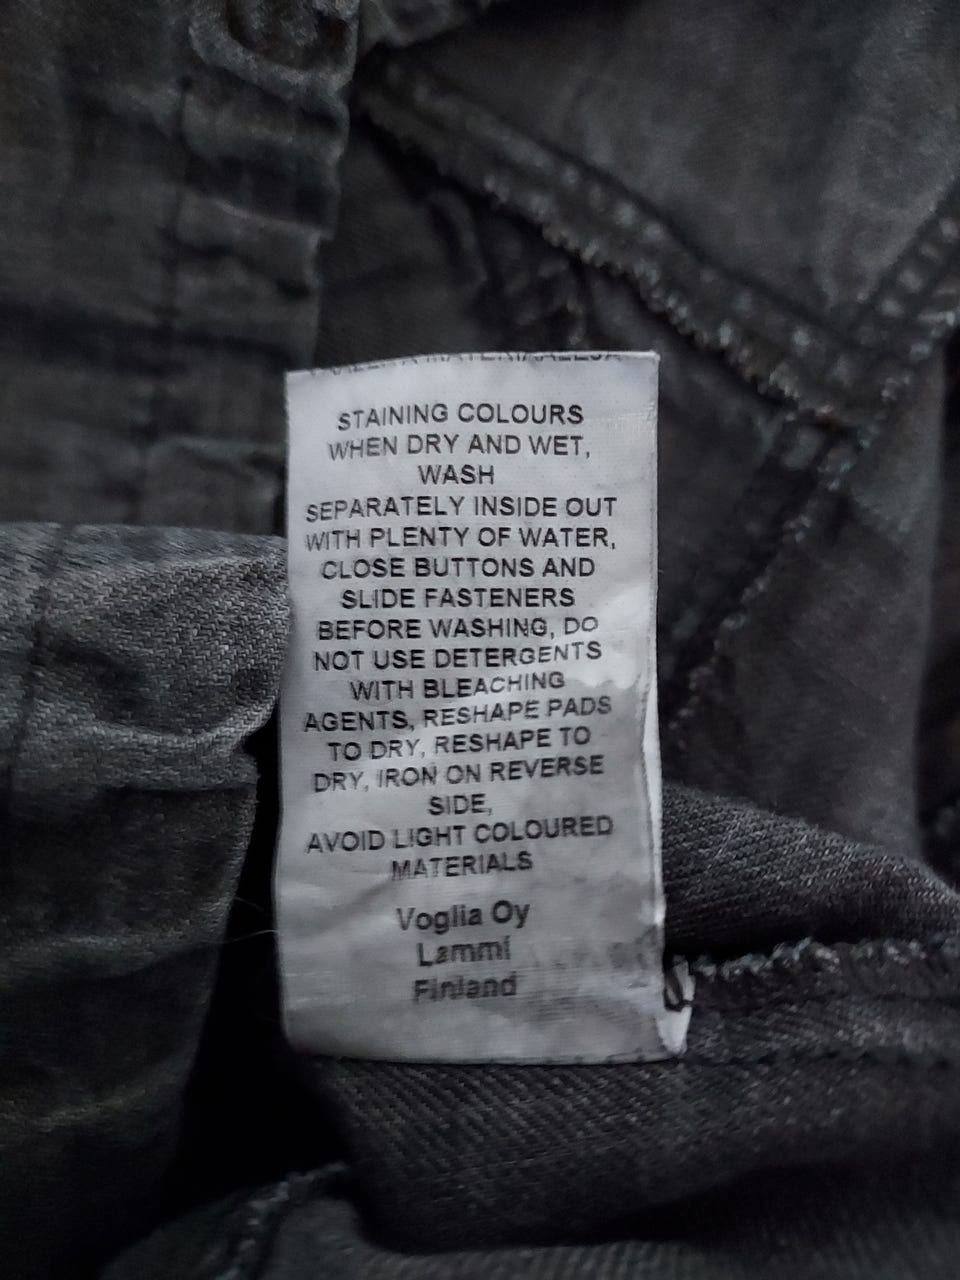 STAINING COLOURS
WHEN DRY AND WET,
WASH
SEPARATELY INSIDE OUT
WITH PLENTY OF WATER,
CLOSE BUTTONS AND
SLIDE FASTENERS
BEFORE WASHING, DO
NOT USE DETERGENTS
WITH BLEACHING
AGENTS, RESHAPE PADS
TO DRY, RESHAPE TO
DRY, IRON ON REVERSE
SIDE,
AVOID LIGHT COLOURED
MATERIALS
Voglia Oy
Lammi
Finland